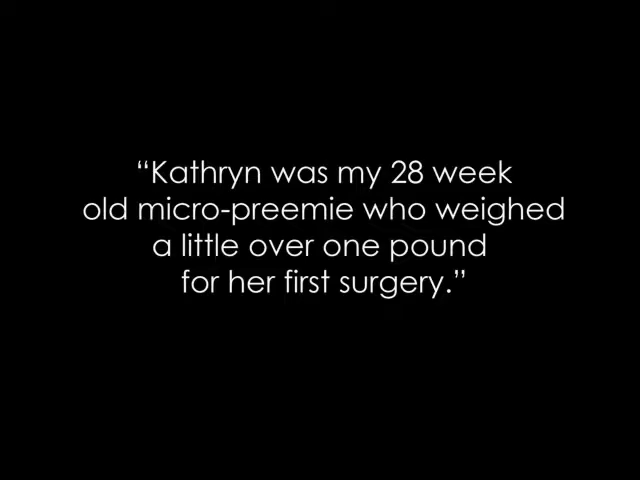 “Kathryn was my 28 week
old micro-preemie who weighed
a little over one pound
for her first surgery.”